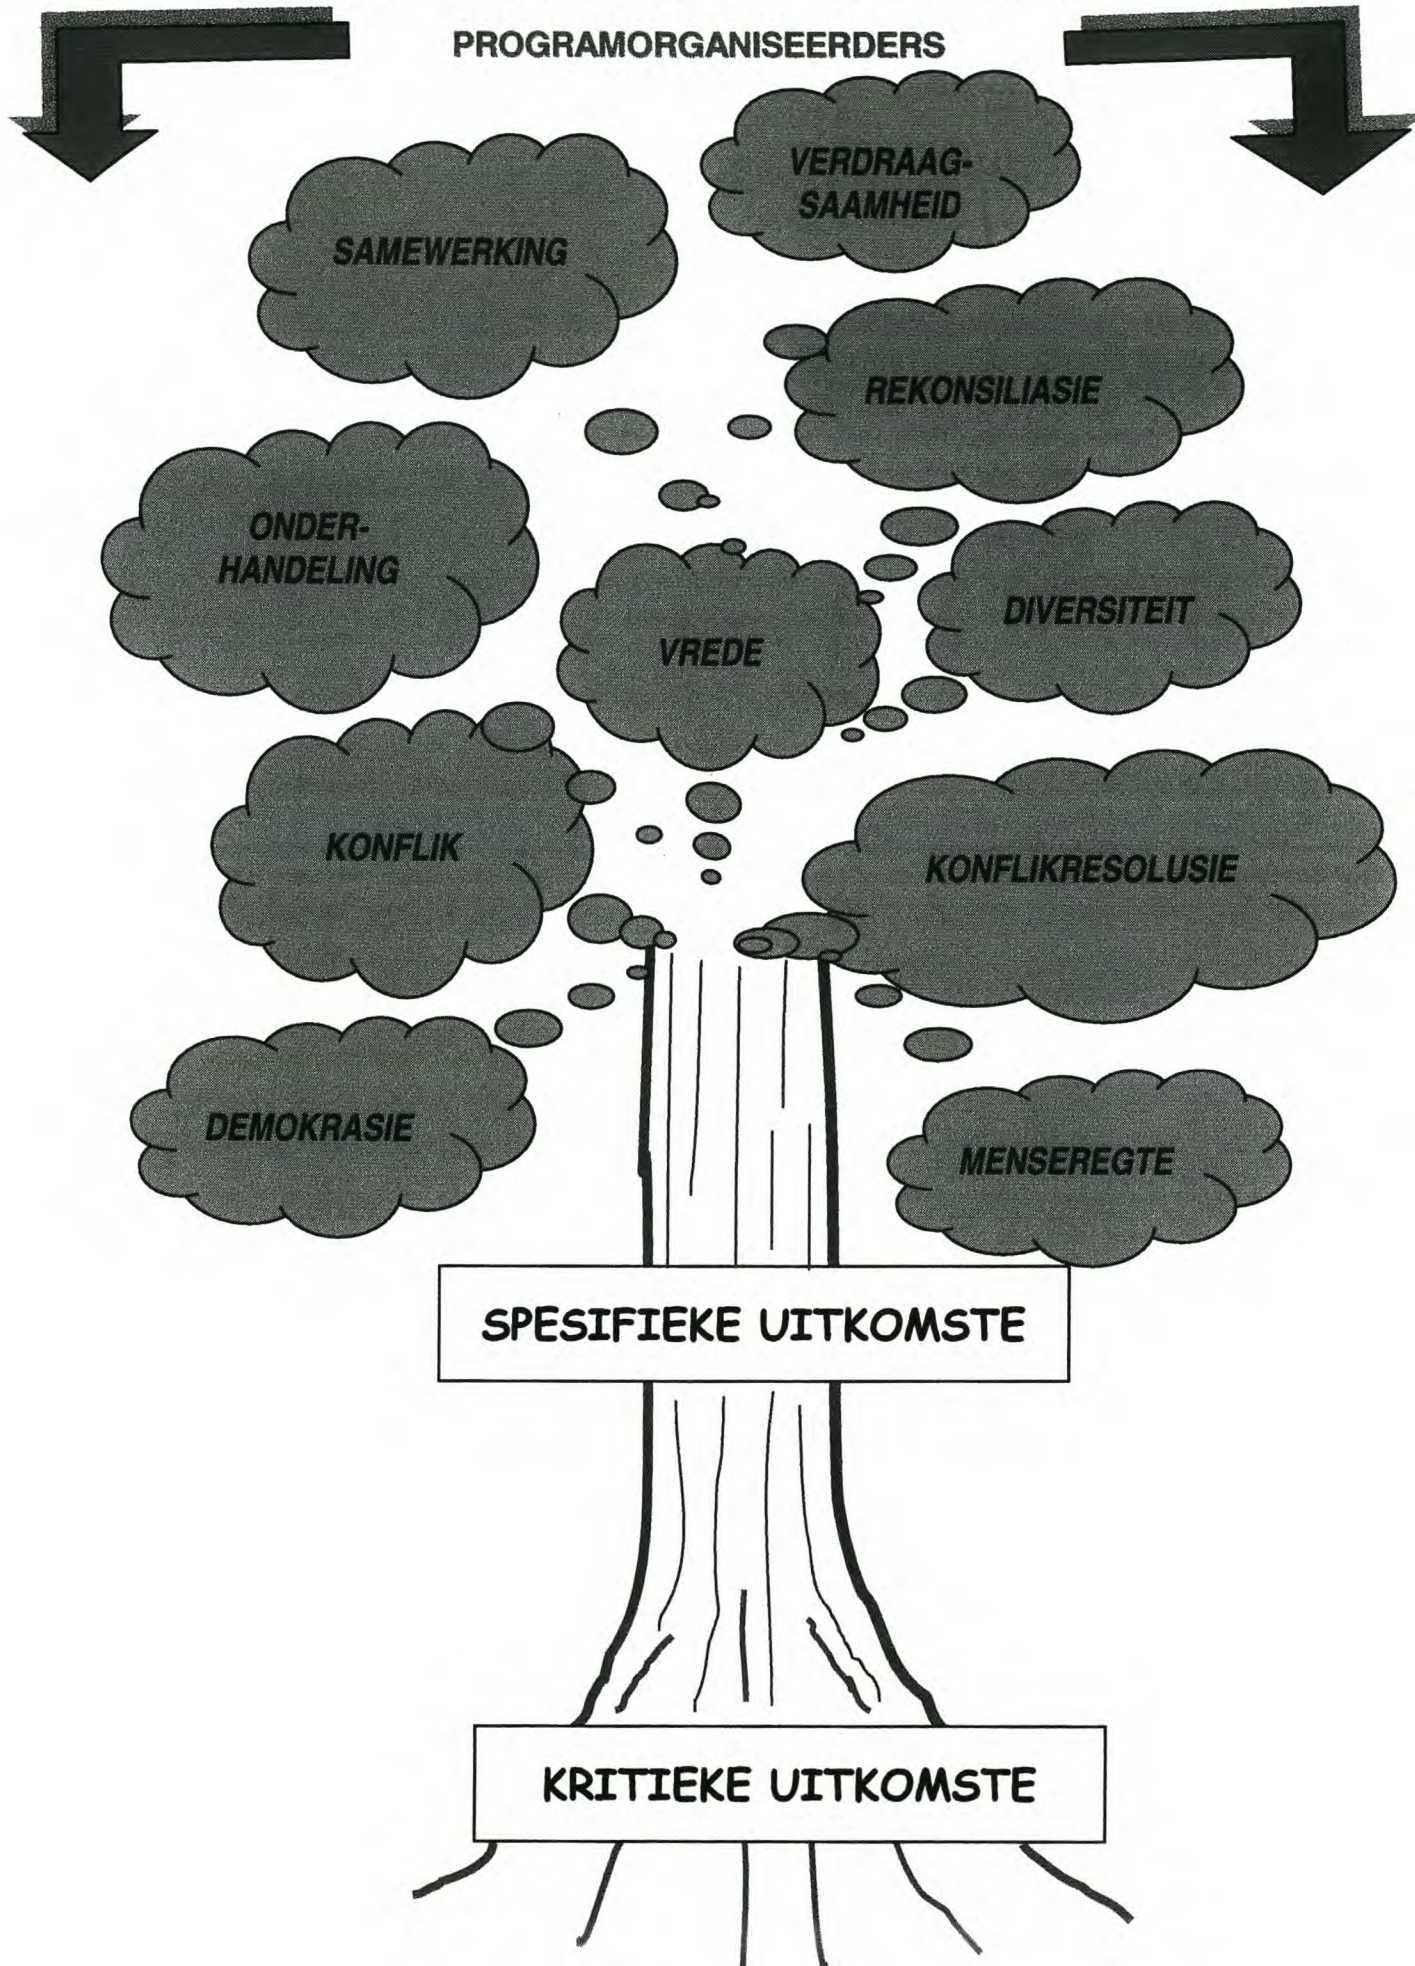 PROGRAMORGANISEERDERS
VERDRAAG-
SAAMHEID
SAMEWERKING
REKONSILIASIE
ONDER-
HANDELING
DIVERSITEIT
VREDE
KONFLIK
KONFLIKRESOLUSIE
DEMOKRASIE
MENSEREGTE
SPESIFIEKE UITKOMSTE
KRITIEKE UITKOMSTE